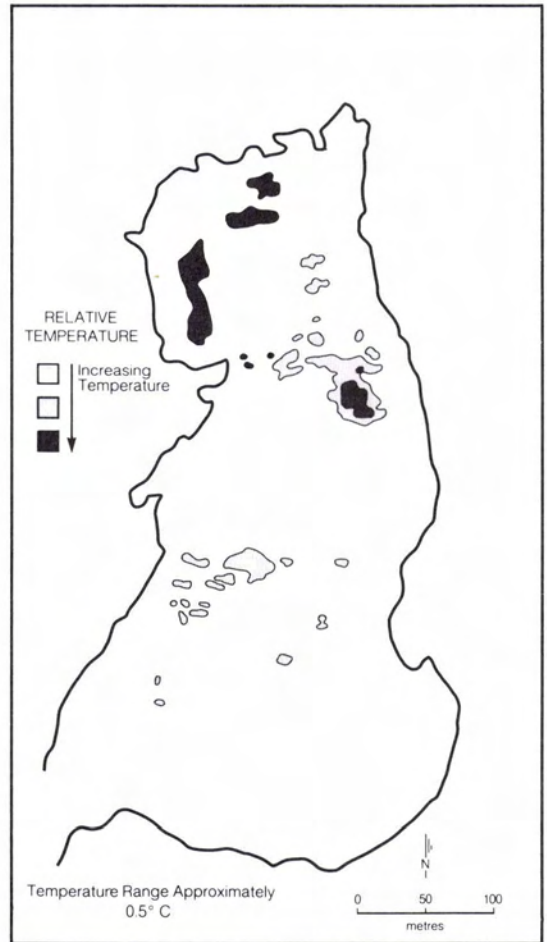 RELATIVE
TEMPERATURE
Increasing
Temperature
N
Temperature Range Approximately
0.5° C
0 50 100
metres